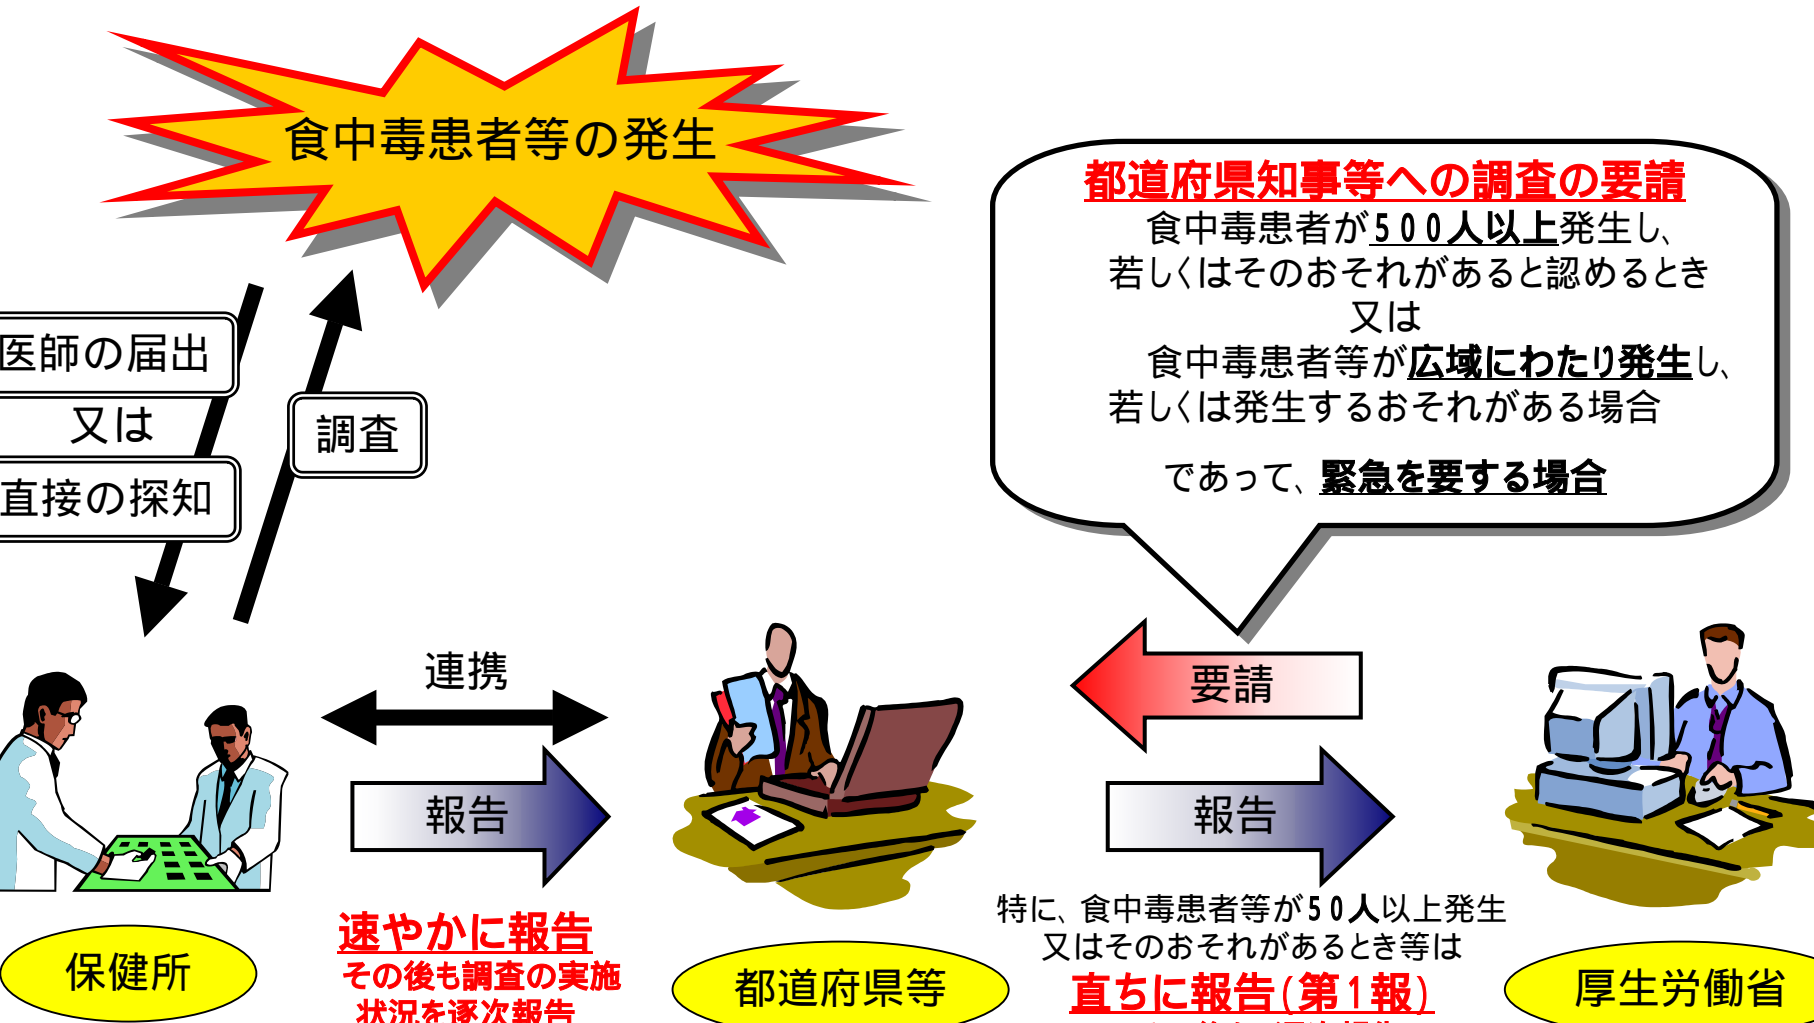 食中毒患者等の発生
都道府県知事等への調査の要請
食中毒患者が500人以上発生し、
若しくはそのおそれがあると認めるとき
又は
食中毒患者等が広域にわたり発生し、
若しくは発生するおそれがある場合
であって、緊急を要する場合
医師の届出
又は
直接の探知
調査
連携
報告
要請
報告
速やかに報告
その後も調査の実施
状況を逐次報告
特に、食中毒患者等が50人以上発生
又はそのおそれがあるとき等は
直ちに報告(第1報)
保健所
都道府県等
厚生労働省